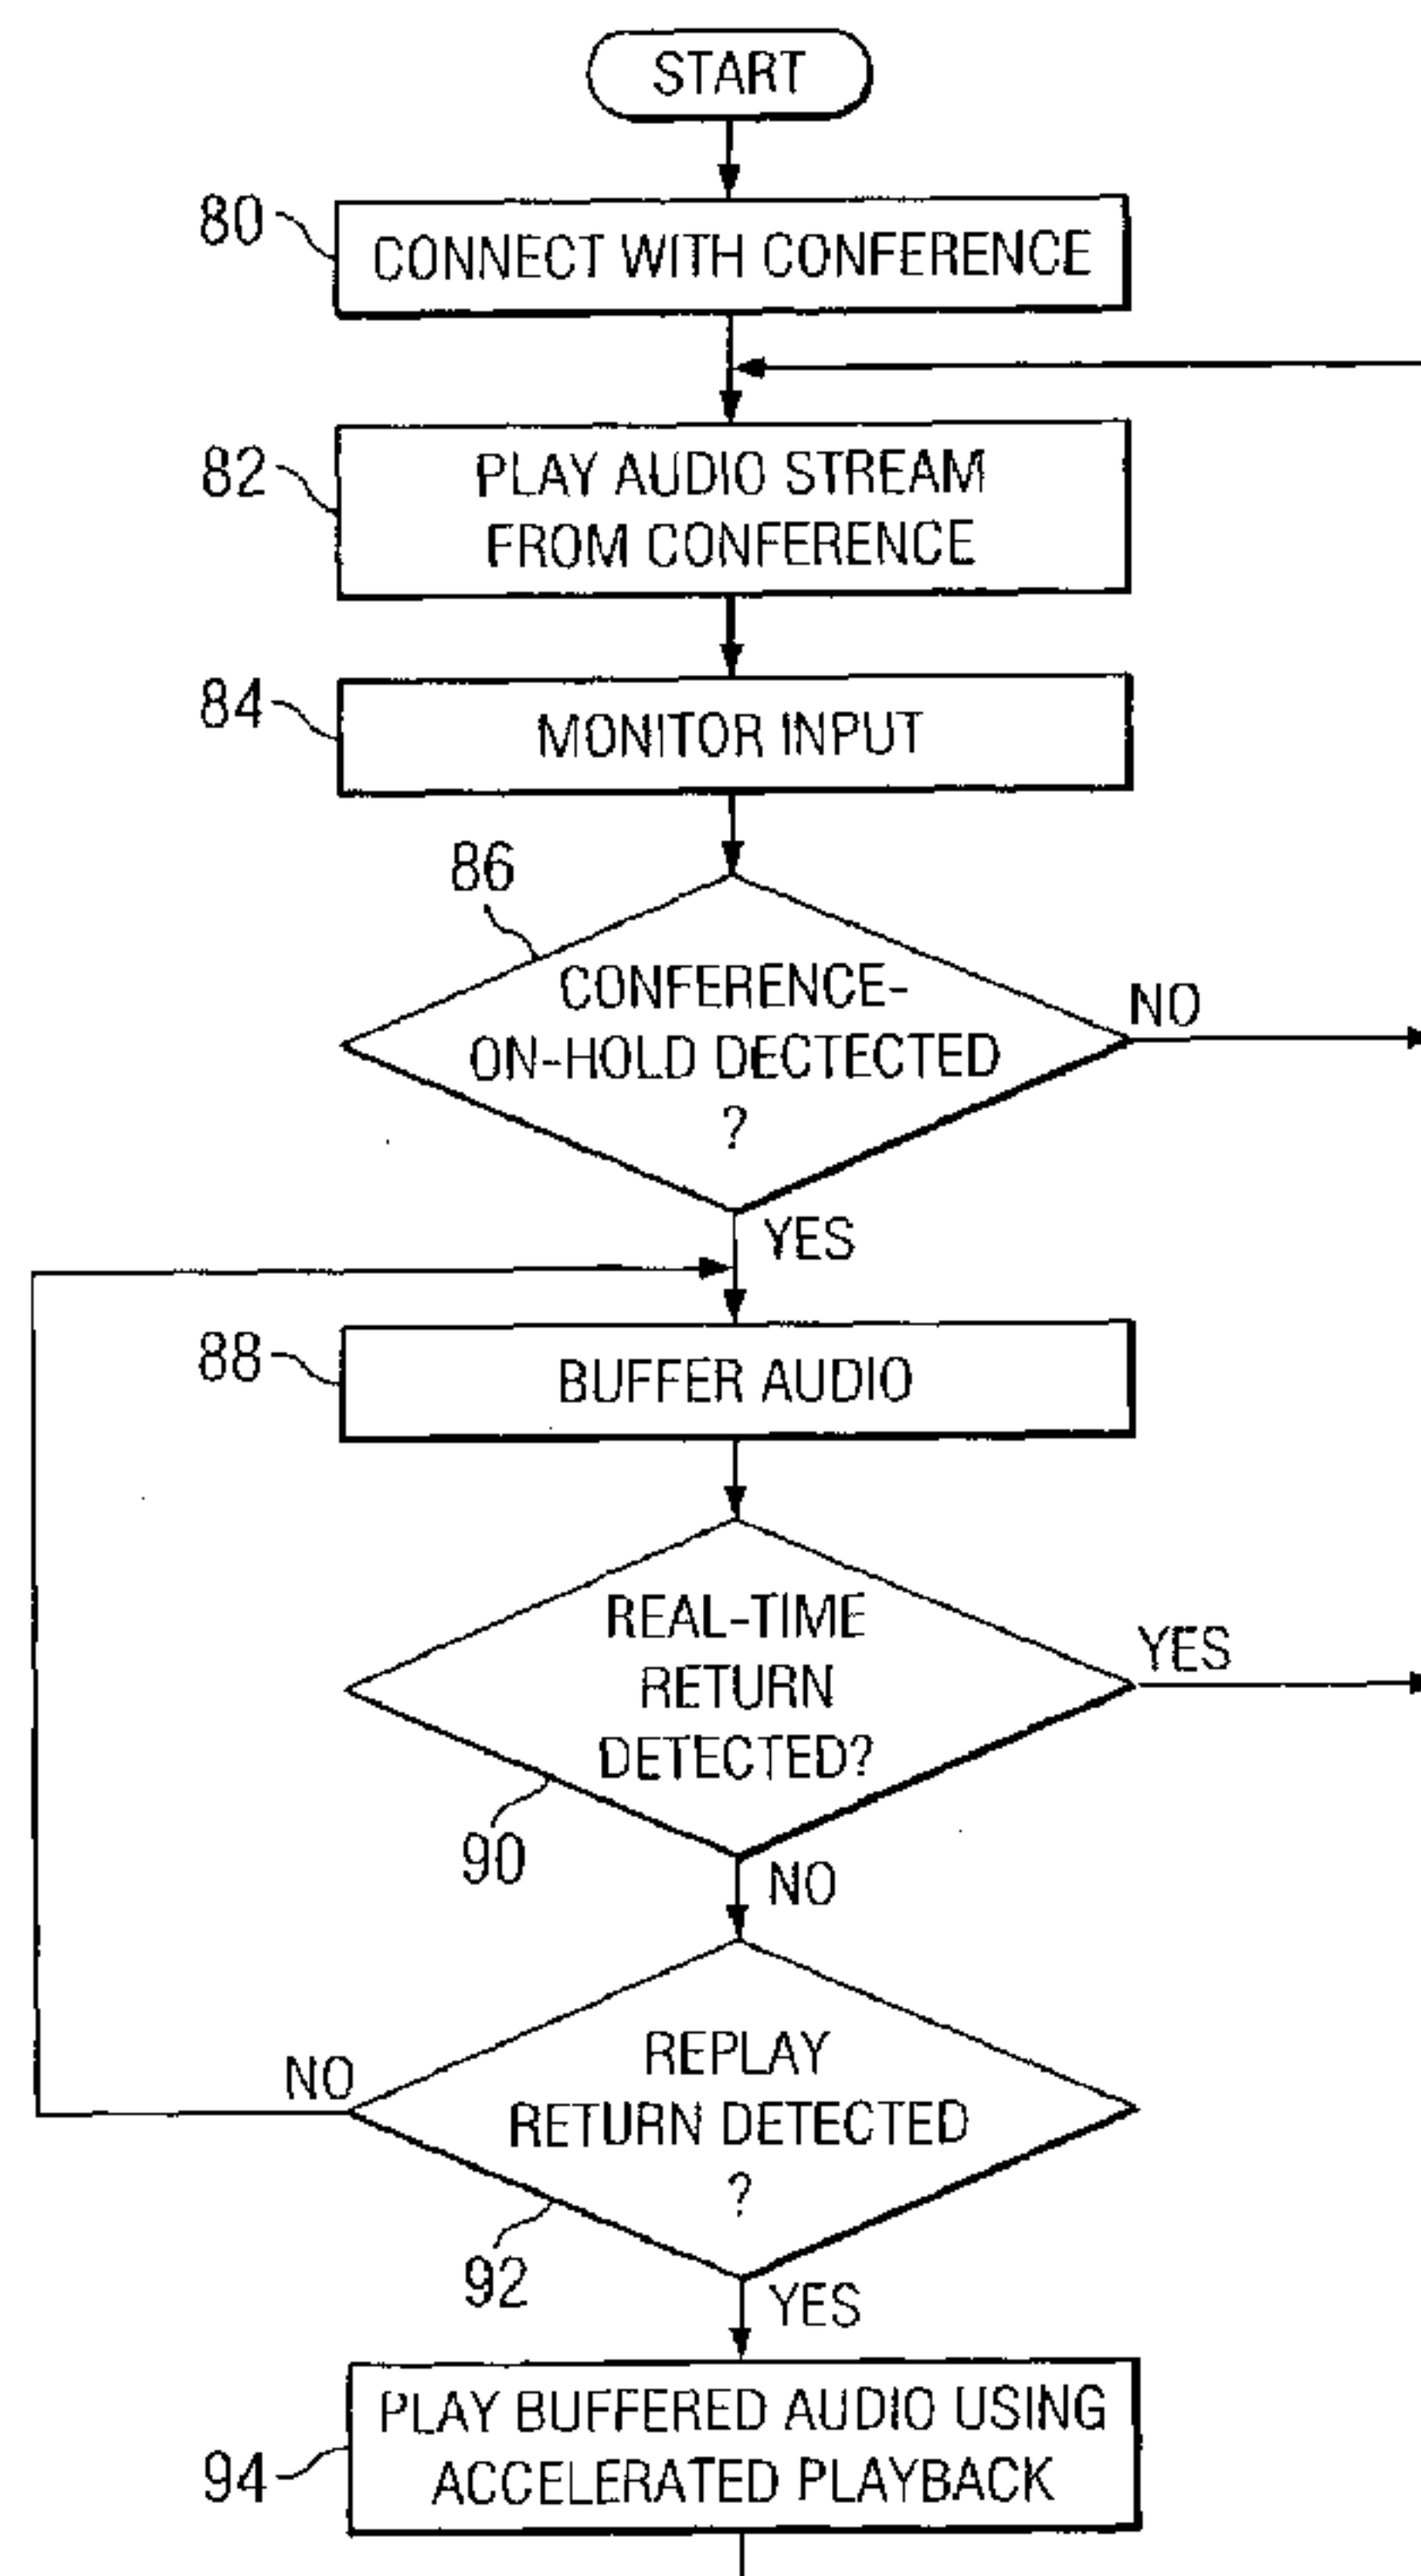 START
80
CONNECT WITH CONFERENCE
82
PLAY AUDIO STREAM
FROM CONFERENCE
84
MONITOR INPUT
86
CONFERENCE-
ON-HOLD DECTECTED
?
NO
YES
88
BUFFER AUDIO
REAL-TIME
RETURN
DETECTED?
YES
90
NO
REPLAY
RETURN DETECTED
?
NO
92
YES
PLAY BUFFERED AUDIO USING
ACCELERATED PLAYBACK
94